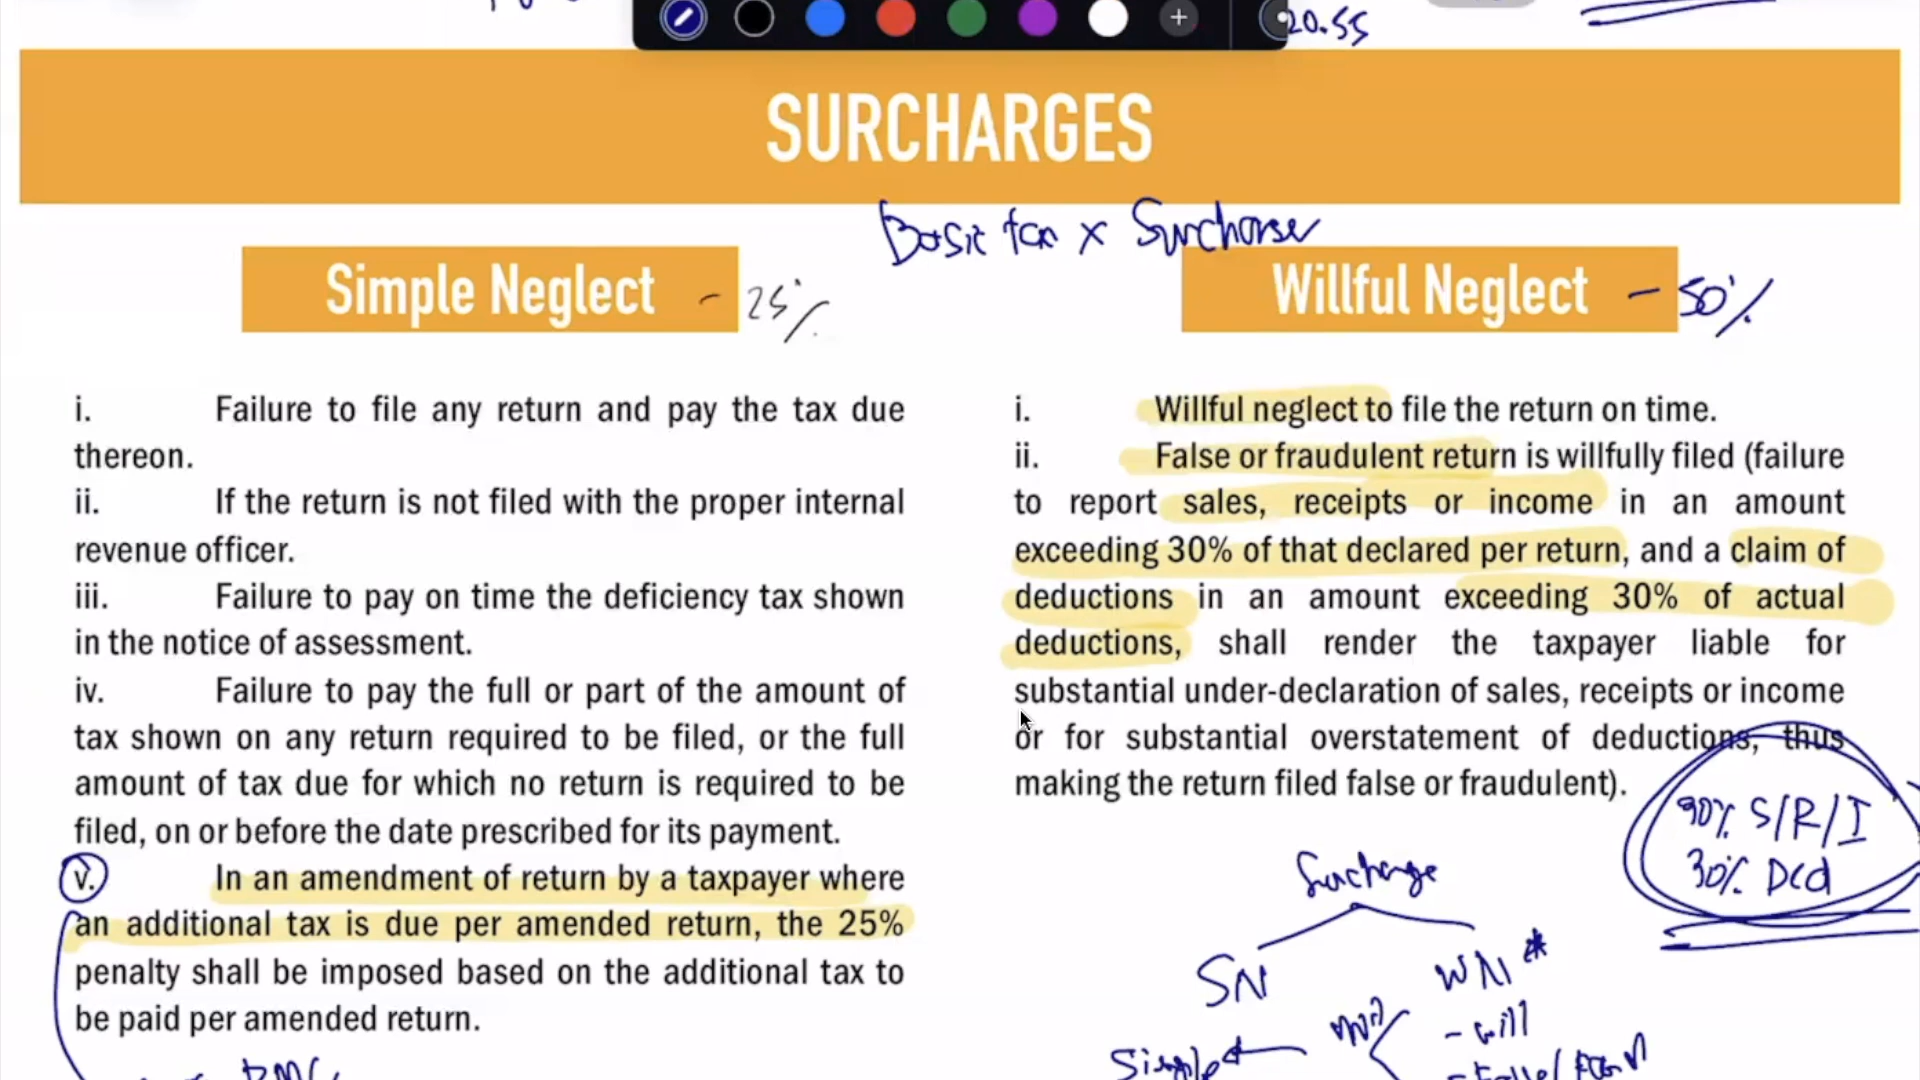 20.55
SURCHARGES
Basic tax x Surcharge
Simple Neglect - 25%
Willful Neglect - 50%
i. Failure to file any return and pay the tax due
thereon.
ii. If the return is not filed with the proper internal
revenue officer.
iii. Failure to pay on time the deficiency tax shown
in the notice of assessment.
iv. Failure to pay the full or part of the amount of
tax shown on any return required to be filed, or the full
amount of tax due for which no return is required to be
filed, on or before the date prescribed for its payment.
v. In an amendment of return by a taxpayer where
an additional tax is due per amended return, the 25%
penalty shall be imposed based on the additional tax to
be paid per amended return.
i. Willful neglect to file the return on time.
ii. False or fraudulent return is willfully filed (failure
to report sales, receipts or income in an amount
exceeding 30% of that declared per return, and a claim of
deductions in an amount exceeding 30% of actual
deductions, shall render the taxpayer liable for
substantial under-declaration of sales, receipts or income
or for substantial overstatement of deductions, thus
making the return filed false or fraudulent).
S/R/I
30% Ded
Surcharge
SN
WN *
- will
Simple